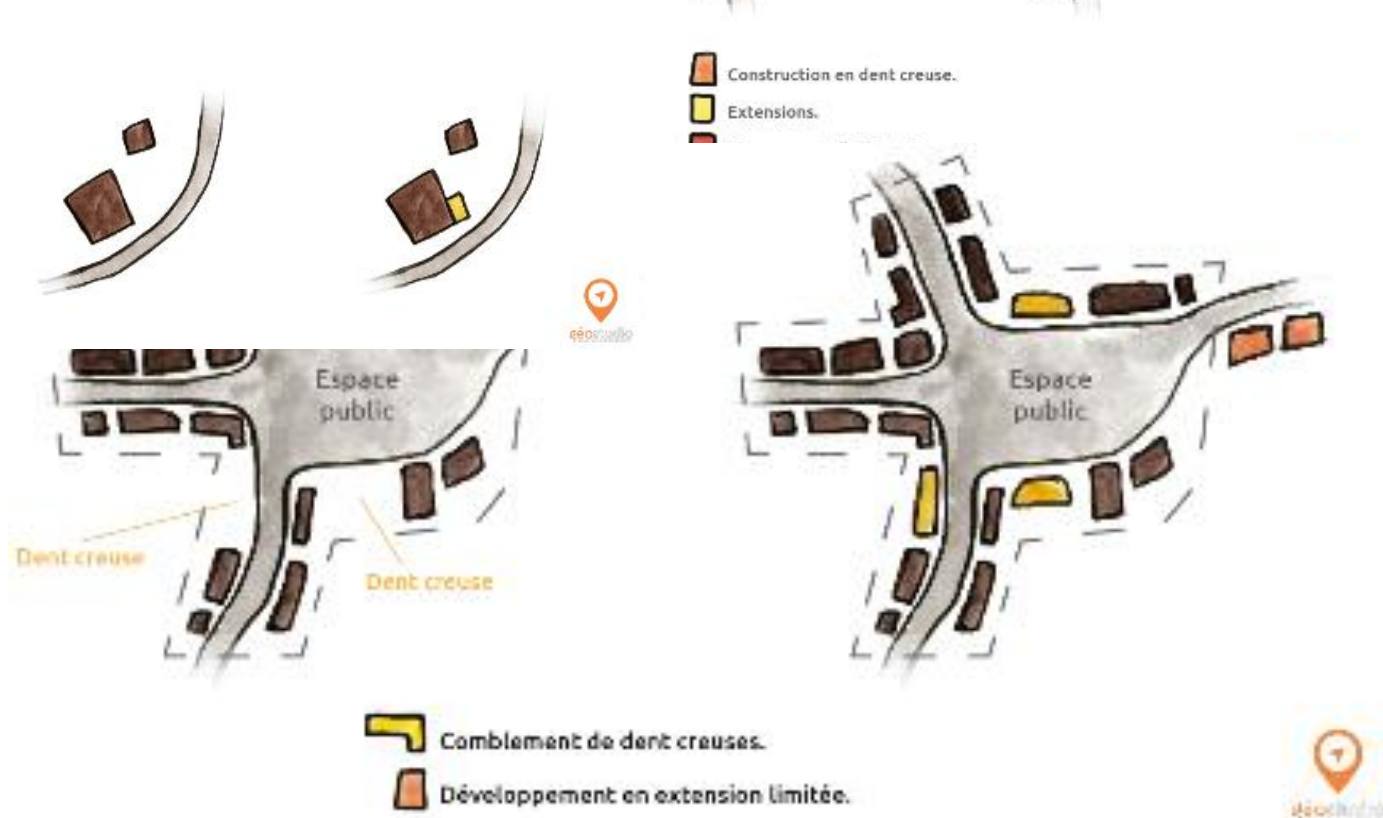 Construction en dent creuse.
Extensions.
géostudio
Espace
public
Espace
public
Dent creuse
Dent creuse
Comblement de dent creuses.
Développement en extension limitée.